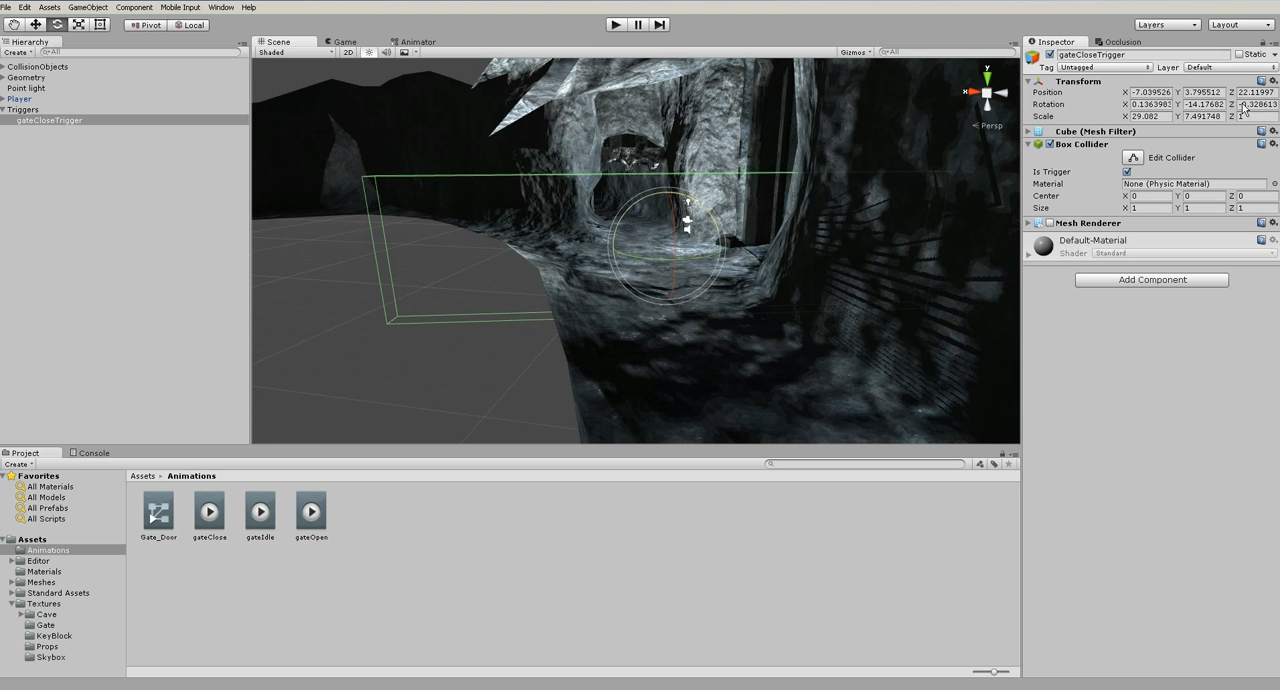 File Edit Assets GameObject Component Mobile Input Window Help
Pivot Local Layers Layout
Hierarchy
Create All
CollisionObjects
Geometry
Point light
Player
Triggers
gateCloseTrigger
Scene Game Animator
Shaded 2D Gizmos All
y
x
Persp
Inspector Occlusion
gateCloseTrigger Static
Tag Untagged Layer Default
Transform
Position X -7.039526 Y 3.795512 Z 22.11997
Rotation X 0.1363983 Y -14.17682 Z -0.328613
Scale X 29.082 Y 7.491748 Z 1
Cube (Mesh Filter)
Box Collider
Edit Collider
Is Trigger
Material None (Physic Material)
Center X 0 Y 0 Z 0
Size X 1 Y 1 Z 1
Mesh Renderer
Default-Material
Shader Standard
Add Component
Project Console
Create
Favorites
All Materials
All Models
All Prefabs
All Scripts
Assets
Animations
Editor
Materials
Meshes
Standard Assets
Textures
Cave
Gate
KeyBlock
Props
Skybox
Assets Animations
Gate_Door gateClose gateIdle gateOpen